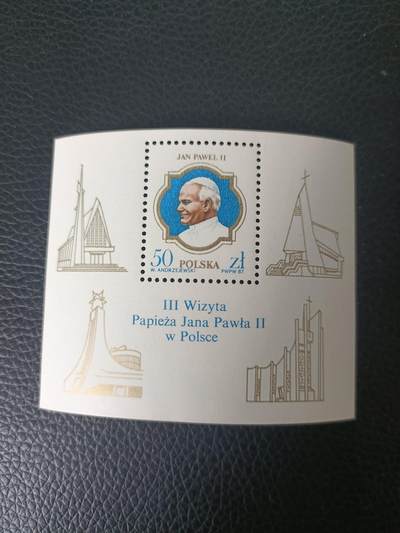 JAN PAWEŁ II
50 zł
POLSKA
W. ANDRZEJEWSKI PWPW 87
III Wizyta
Papieża Jana Pawła II
w Polsce